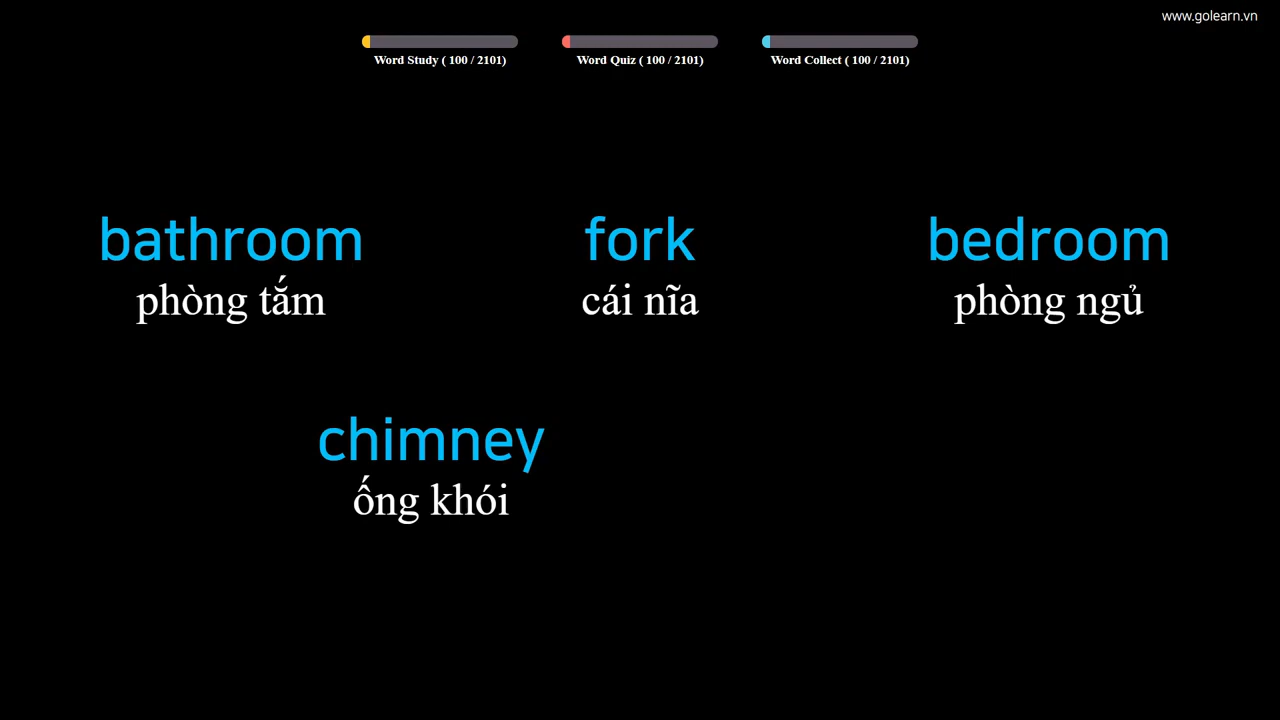 www.golearn.vn
Word Study ( 100 / 2101)
Word Quiz ( 100 / 2101)
Word Collect ( 100 / 2101)
bathroom
phòng tắm
fork
cái nĩa
bedroom
phòng ngủ
chimney
ống khói